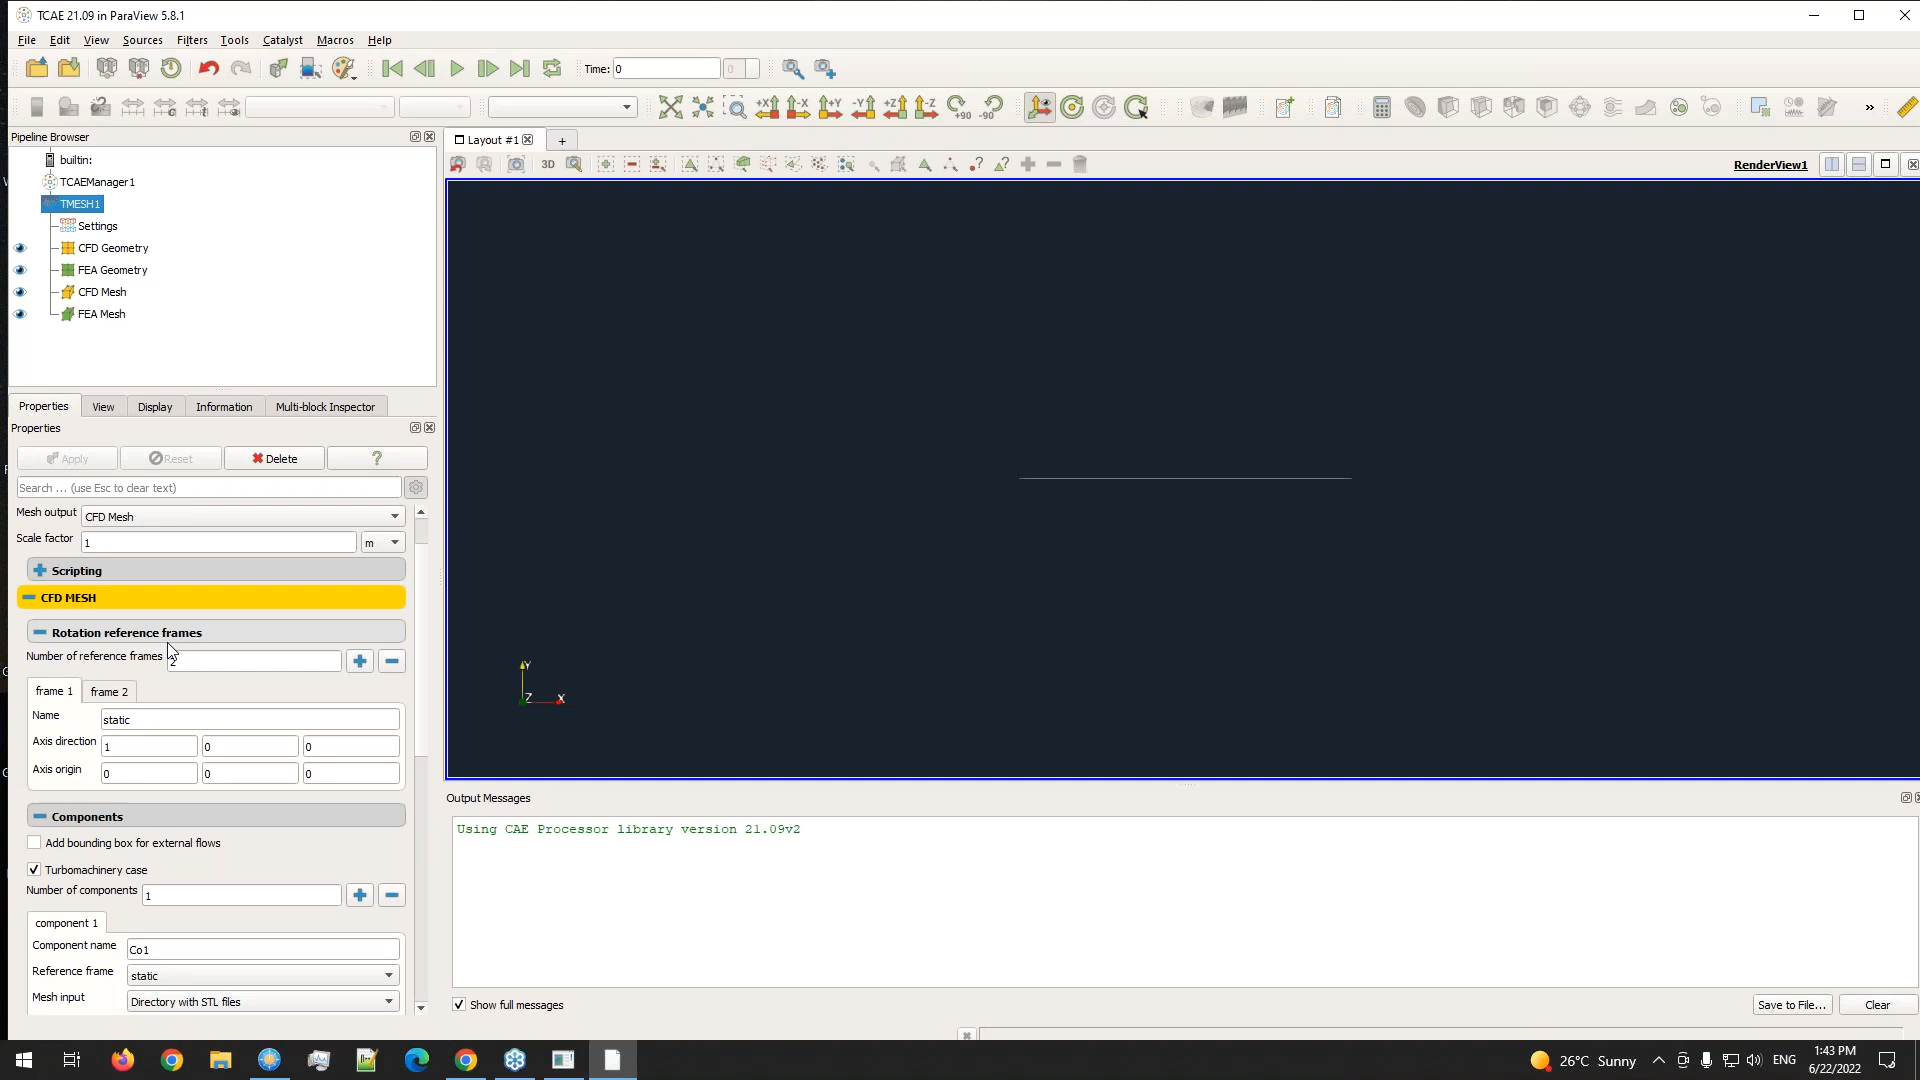 TCAE 21.09 in ParaView 5.8.1
File Edit View Sources Filters Tools Catalyst Macros Help
Time: 0 0
+X -X +Y -Y +Z -Z +90 -90 »
Pipeline Browser
Layout #1 +
builtin:
3D
RenderView1
TCAEManager1
TMESH1
Settings
CFD Geometry
FEA Geometry
CFD Mesh
FEA Mesh
Properties View Display Information Multi-block Inspector
Properties
Apply Reset Delete ?
Search ... (use Esc to clear text)
Mesh output CFD Mesh
Scale factor 1 m
Scripting
CFD MESH
Rotation reference frames
Number of reference frames 2
frame 1 frame 2
Name static
Axis direction 1 0 0
Axis origin 0 0 0
Components
Add bounding box for external flows
Turbomachinery case
Number of components 1
component 1
Component name Co1
Reference frame static
Mesh input Directory with STL files
Y
Z X
Output Messages
Using CAE Processor library version 21.09v2
Show full messages
Save to File... Clear
26°C Sunny ENG
1:43 PM
6/22/2022